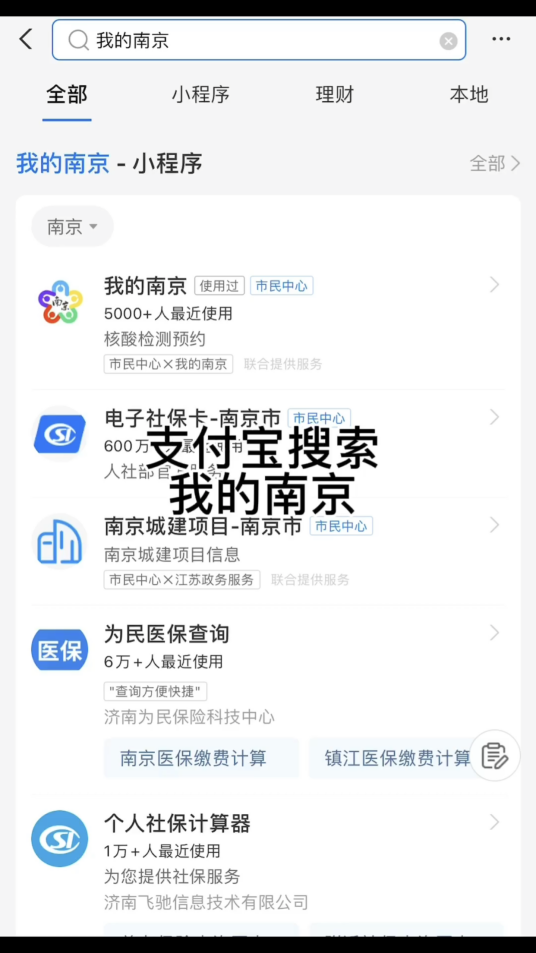 我的南京
全部 小程序 理财 本地
我的南京 - 小程序 全部
南京
我的南京 使用过 市民中心
5000+人最近使用
核酸检测预约
市民中心×我的南京 联合提供服务
电子社保卡-南京市 市民中心
支付宝搜索
我的南京
南京城建项目-南京市 市民中心
南京城建项目信息
市民中心×江苏政务服务 联合提供服务
医保
为民医保查询
6万+人最近使用
"查询方便快捷"
济南为民保险科技中心
南京医保缴费计算 镇江医保缴费计算
个人社保计算器
1万+人最近使用
为您提供社保服务
济南飞驰信息技术有限公司